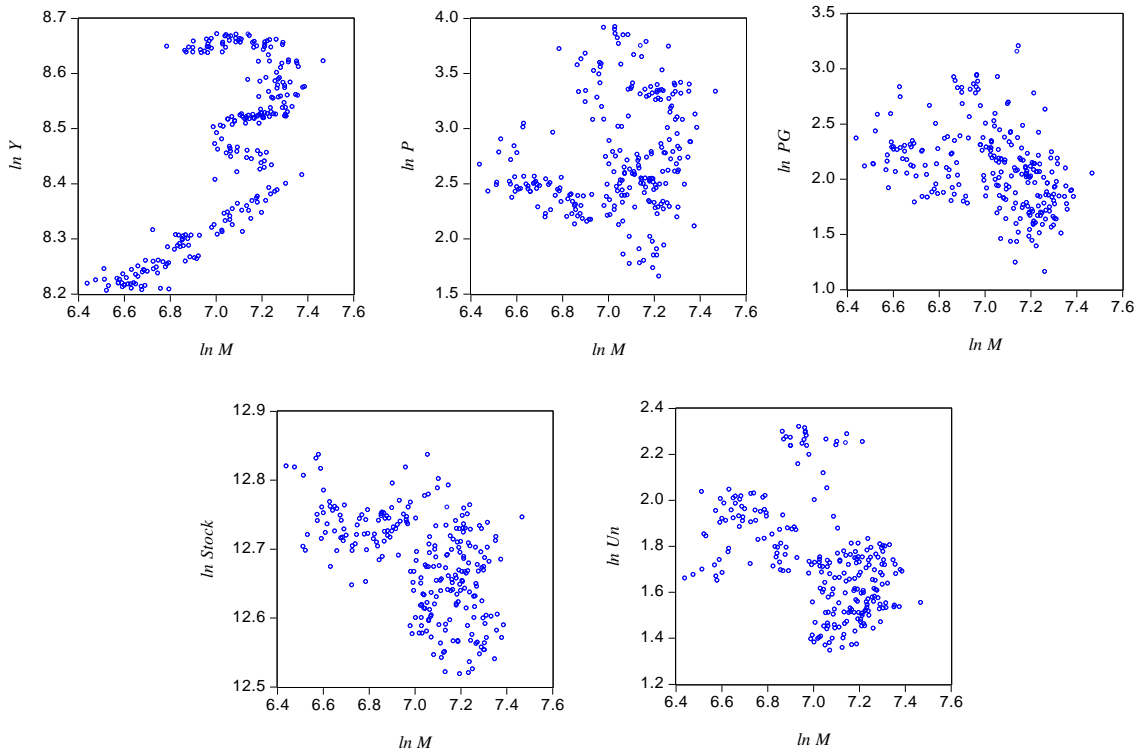 8.7
8.6
8.5
8.4
8.3
8.2
ln Y
6.4 6.6 6.8 7.0 7.2 7.4 7.6
ln M
4.0
3.5
3.0
2.5
2.0
1.5
ln P
6.4 6.6 6.8 7.0 7.2 7.4 7.6
ln M
3.5
3.0
2.5
2.0
1.5
1.0
ln PG
6.4 6.6 6.8 7.0 7.2 7.4 7.6
ln M
12.9
12.8
12.7
12.6
12.5
ln Stock
6.4 6.6 6.8 7.0 7.2 7.4 7.6
ln M
2.4
2.2
2.0
1.8
1.6
1.4
1.2
ln Un
6.4 6.6 6.8 7.0 7.2 7.4 7.6
ln M